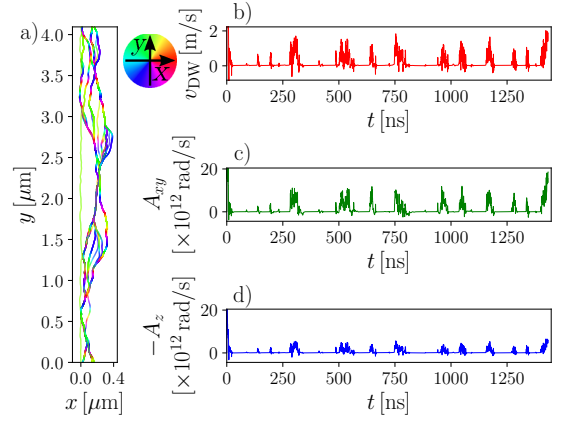 a)
4.0
3.5
3.0
2.5
2.0
1.5
1.0
0.5
0.0
y [μm]
0.0 0.4
x [μm]
y
x
b)
2
0
v_DW [m/s]
0 250 500 750 1000 1250
t [ns]
c)
20
0
A_xy
[×10^12 rad/s]
0 250 500 750 1000 1250
t [ns]
d)
20
0
−A_z
[×10^12 rad/s]
0 250 500 750 1000 1250
t [ns]